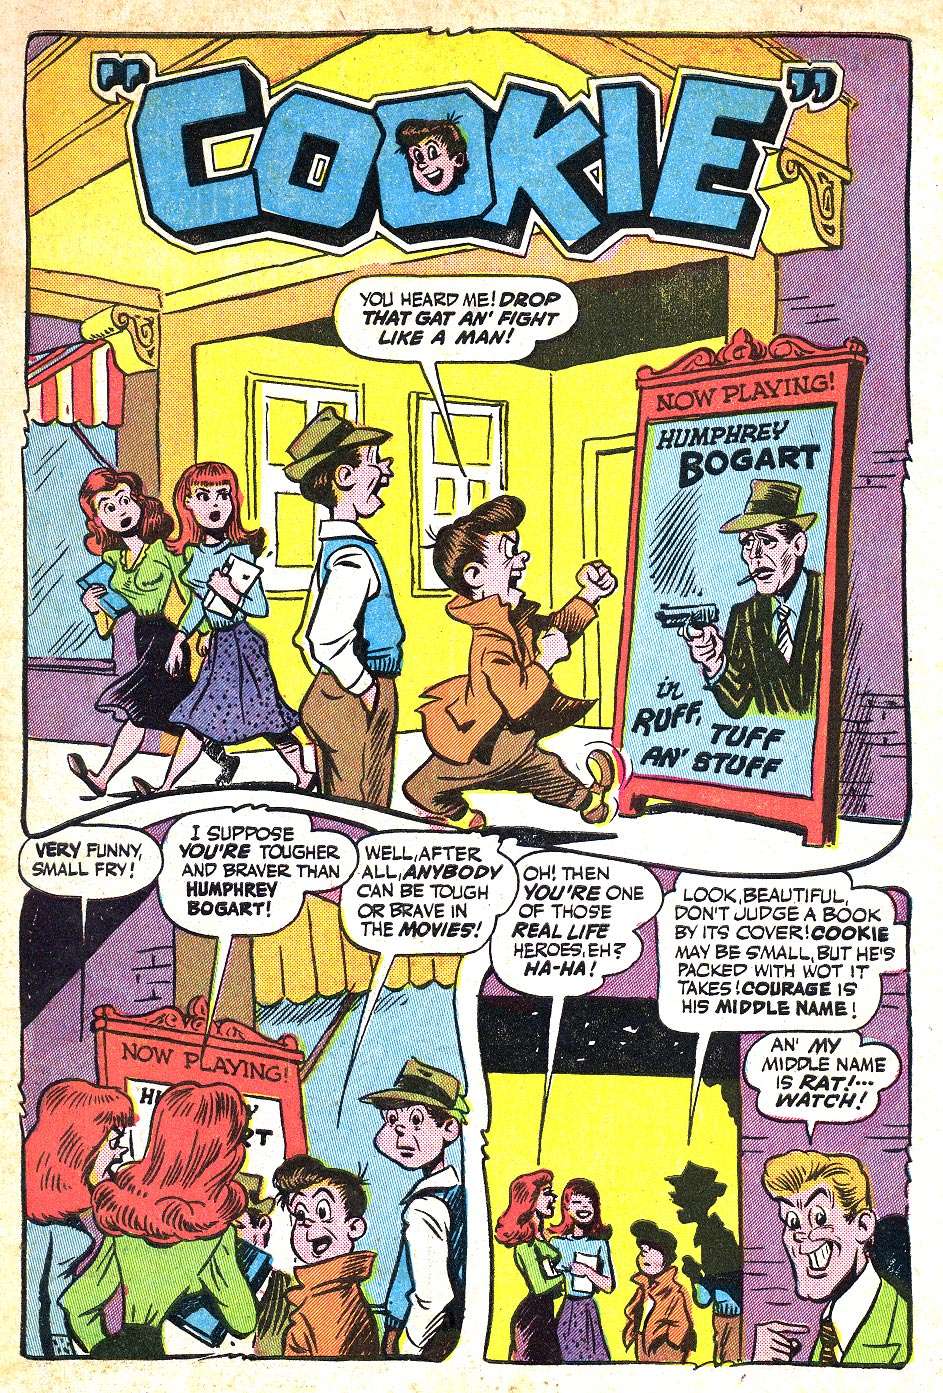 "COOKIE"
YOU HEARD ME! DROP
THAT GAT AN' FIGHT
LIKE A MAN!
NOW PLAYING!
HUMPHREY
BOGART
in
RUFF,
TUFF
AN' STUFF
VERY FUNNY,
SMALL FRY!
I SUPPOSE
YOU'RE TOUGHER
AND BRAVER THAN
HUMPHREY
BOGART!
WELL, AFTER
ALL, ANYBODY
CAN BE TOUGH
OR BRAVE IN
THE MOVIES!
NOW PLAYING!
OH! THEN
YOU'RE ONE
OF THOSE
REAL LIFE
HEROES, EH?
HA-HA!
LOOK, BEAUTIFUL,
DON'T JUDGE A BOOK
BY ITS COVER! COOKIE
MAY BE SMALL, BUT HE'S
PACKED WITH WOT IT
TAKES! COURAGE IS
HIS MIDDLE NAME!
AN' MY
MIDDLE NAME
IS RAT!...
WATCH!